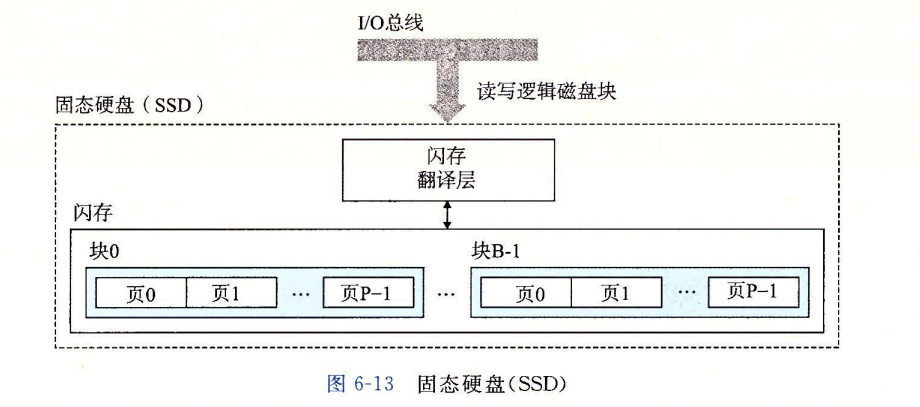 I/O总线
读写逻辑磁盘块
固态硬盘（SSD）
闪存
翻译层
闪存
块0
块B-1
页0 页1 … 页P−1 … 页0 页1 … 页P−1
图 6-13 固态硬盘(SSD)